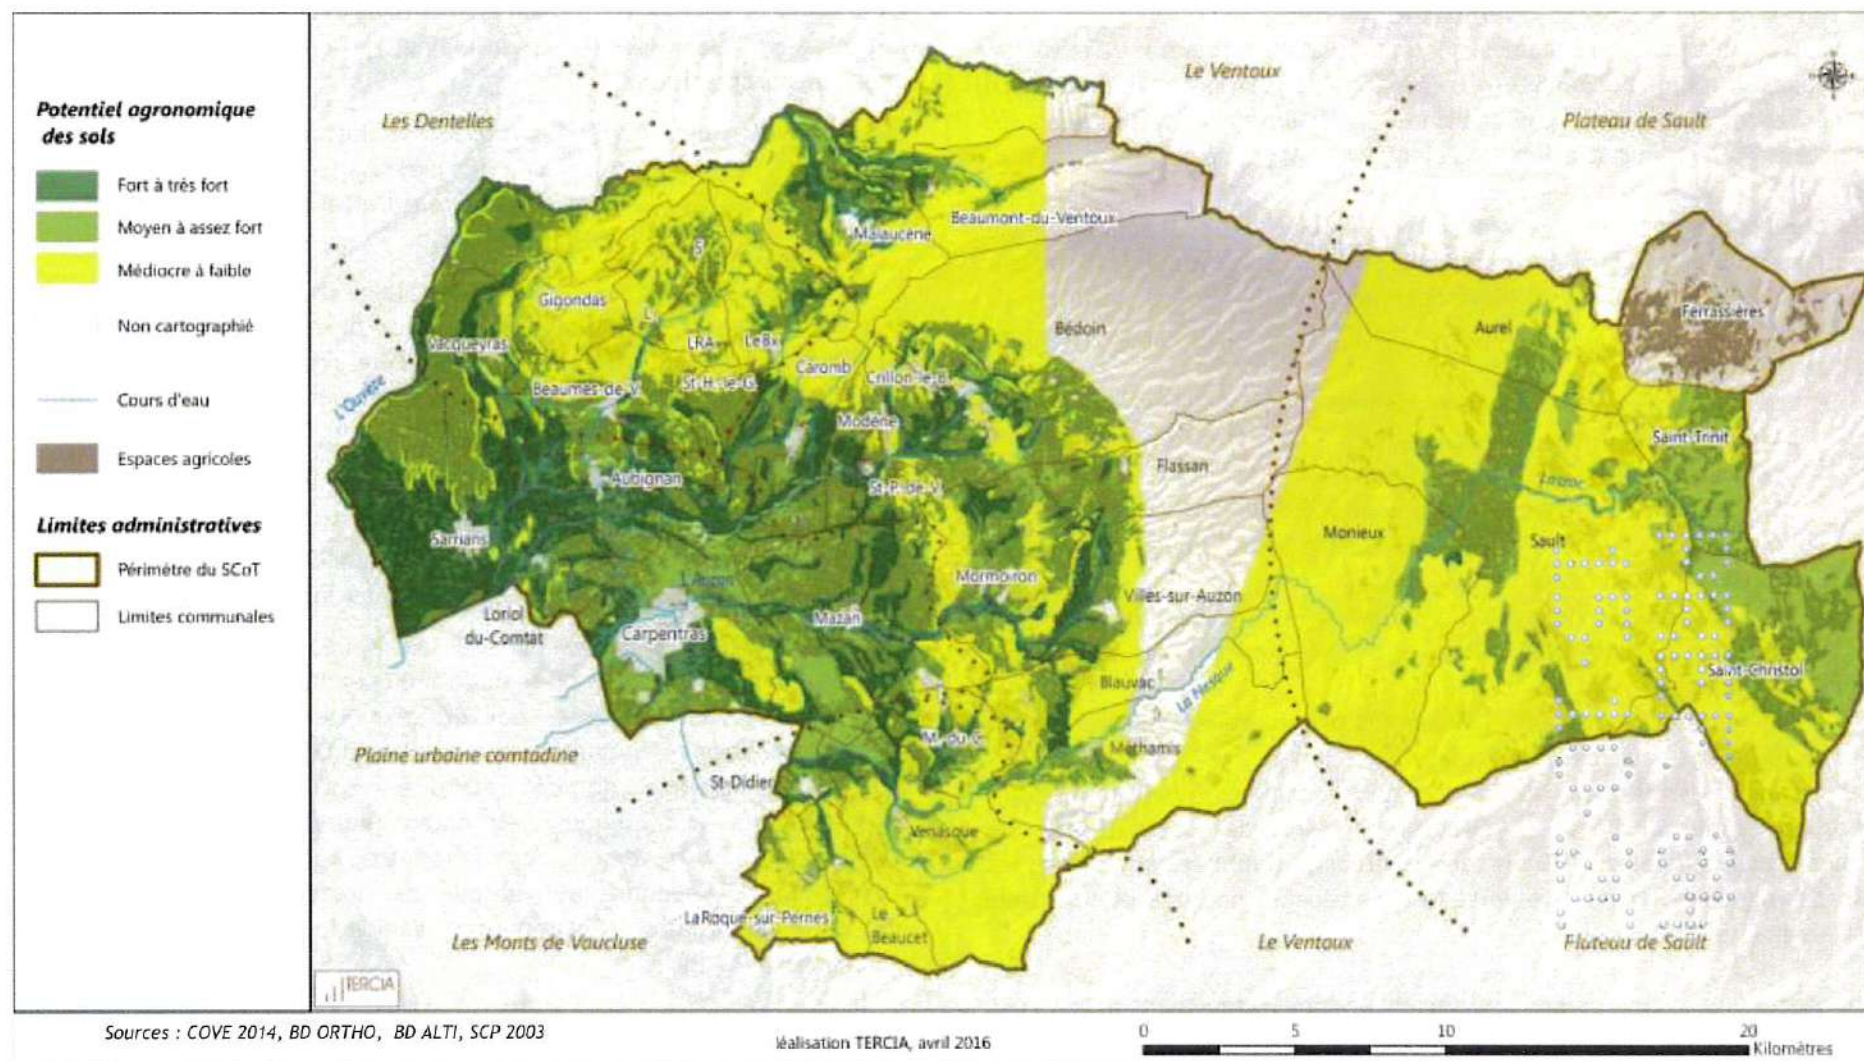 Potentiel agronomique
des sols
Fort à très fort
Moyen à assez fort
Médiocre à faible
Non cartographié
Cours d'eau
Espaces agricoles
Limites administratives
Périmètre du SCoT
Limites communales
Les Dentelles
Le Ventoux
Plateau de Sault
Beaumont-du-Ventoux
Malaucène
S
Gigondas
Ferrassières
L
Bédoin
Aurel
Vacqueyras
LRA
LeBx
Caromb
Crillon-le-B.
L'Ouvèze
Beaumes-de-V.
St-H.-le-G.
Modène
Saint-Trinit
Flassan
Aubignan
St-P.-de-V.
Sarrians
Monieux
Sault
Mormoiron
Villes-sur-Auzon
L'Auzon
Loriol
du-Comtat
Carpentras
Mazan
Blauvac
La Nesque
Saint-Christol
M. du C.
Méthamis
Plaine urbaine comtadine
St-Didier
Venasque
La Roque-sur-Pernes
Le
Beaucet
Les Monts de Vaucluse
Le Ventoux
Plateau de Sault
TERCIA
Sources : COVE 2014, BD ORTHO, BD ALTI, SCP 2003
réalisation TERCIA, avril 2016
0 5 10 20
Kilomètres